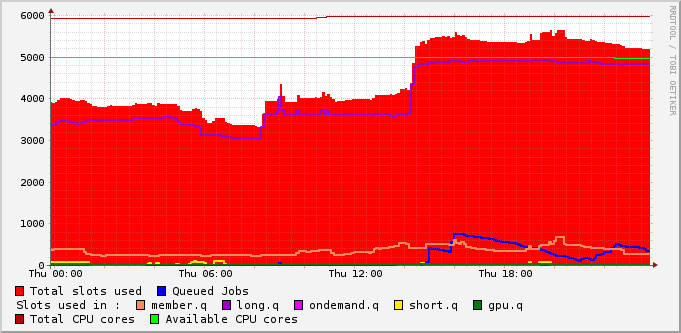 RRDTOOL / TOBI OETIKER
6000
5000
4000
3000
2000
1000
0
Thu 00:00 Thu 06:00 Thu 12:00 Thu 18:00
Total slots used Queued Jobs
Slots used in : member.q long.q ondemand.q short.q gpu.q
Total CPU cores Available CPU cores